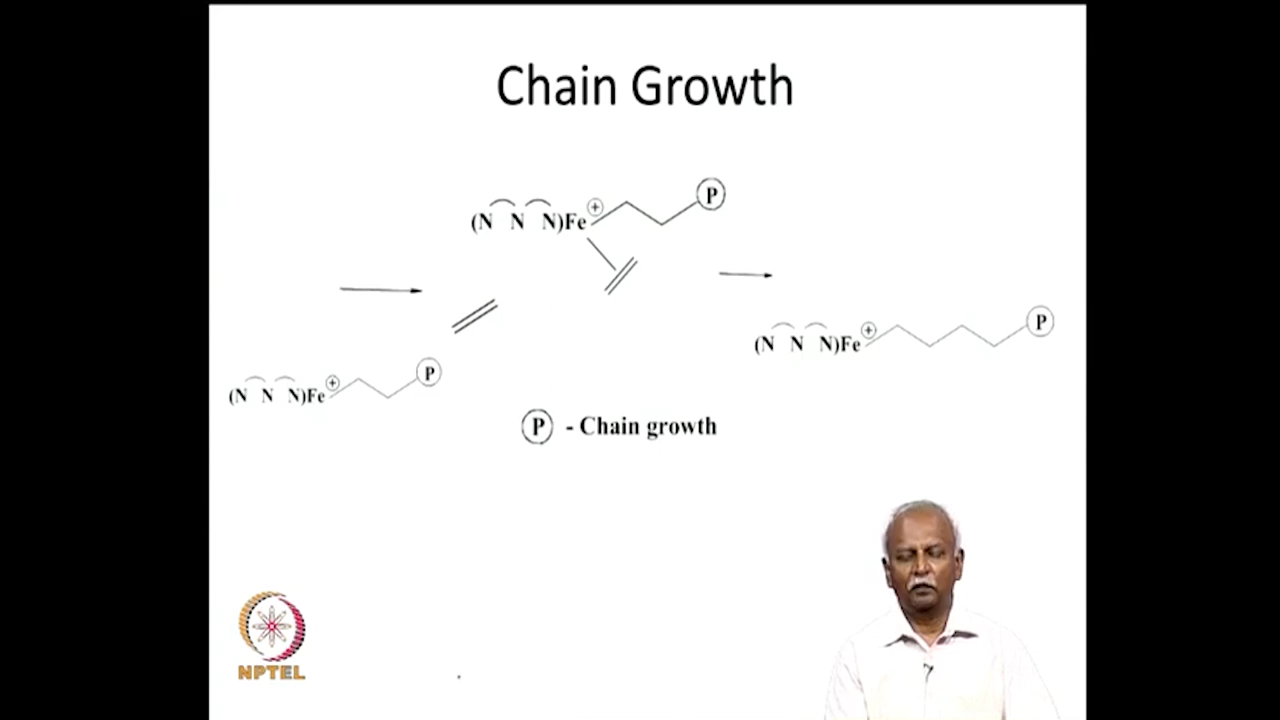 Chain Growth
P
(N N N)Fe
+
P
(N N N)Fe
+
P
(N N N)Fe
+
P - Chain growth
NPTEL